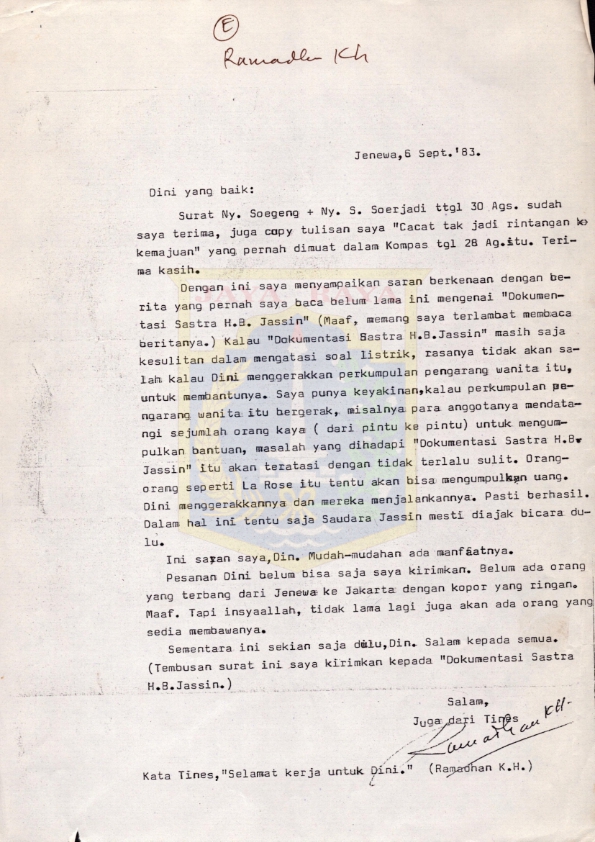 E
Ramadhan Kh
Jenewa,6 Sept.'83.
Dini yang baik:
Surat Ny. Soegeng + Ny. S. Soerjadi ttgl 30 Ags. sudah
saya terima, juga copy tulisan saya "Cacat tak jadi rintangan ke
kemajuan" yang pernah dimuat dalam Kompas tgl 28 Ag.itu. Teri-
ma kasih.
Dengan ini saya menyampaikan saran berkenaan dengan be-
rita yang pernah saya baca belum lama ini mengenai "Dokumen-
tasi Sastra H.B. Jassin" (Maaf, memang saya terlambat membaca
beritanya.) Kalau "Dokumentasi Sastra H.B.Jassin" masih saja
kesulitan dalam mengatasi soal listrik, rasanya tidak akan sa-
lah kalau Dini menggerakkan perkumpulan pengarang wanita itu,
untuk membantunya. Saya punya keyakinan,kalau perkumpulan pe-
ngarang wanita itu bergerak, misalnya para anggotanya mendata-
ngi sejumlah orang kaya ( dari pintu ke pintu) untuk mengum-
pulkan bantuan, masalah yang dihadapi "Dokumentasi Sastra H.B.
Jassin" itu akan teratasi dengan tidak terlalu sulit. Orang-
orang seperti La Rose itu tentu akan bisa mengumpulkan uang.
Dini menggerakkannya dan mereka menjalankannya. Pasti berhasil.
Dalam hal ini tentu saja Saudara Jassin mesti diajak bicara du-
lu.
Ini saran saya,Din. Mudah-mudahan ada manfaatnya.
Pesanan Dini belum bisa saja saya kirimkan. Belum ada orang
yang terbang dari Jenewa ke Jakarta dengan kopor yang ringan.
Maaf. Tapi insyaallah, tidak lama lagi juga akan ada orang yang
sedia membawanya.
Sementara ini sekian saja dulu,Din. Salam kepada semua.
(Tembusan surat ini saya kirimkan kepada "Dokumentasi Sastra
H.B.Jassin.)
Salam,
Juga dari Tines
Ramadhan KH.
Kata Tines,"Selamat kerja untuk Dini." (Ramadhan K.H.)
JAYA RAYA